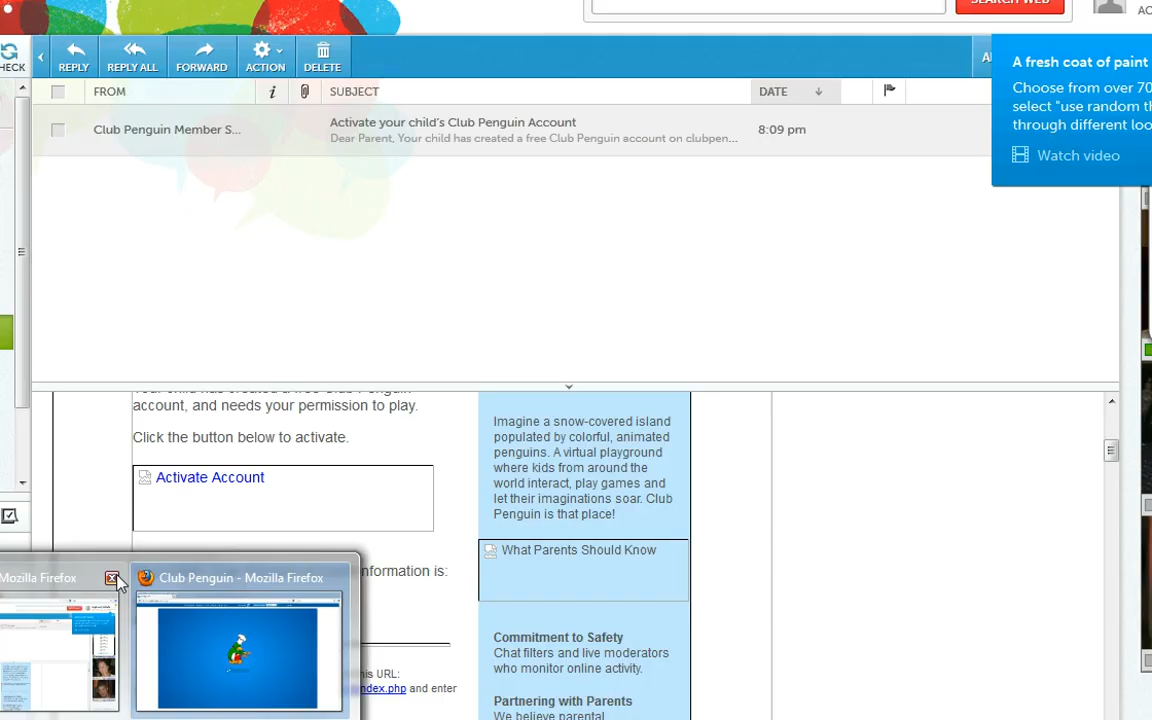 SEARCH WEB
AC
HECK
REPLY
REPLY ALL
FORWARD
ACTION
DELETE
A fresh coat of paint
Choose from over 70
select "use random th
through different loo
Watch video
FROM
i
SUBJECT
DATE
Club Penguin Member S...
Activate your child's Club Penguin Account
Dear Parent, Your child has created a free Club Penguin account on clubpen...
8:09 pm
account, and needs your permission to play.
Click the button below to activate.
Activate Account
Imagine a snow-covered island
populated by colorful, animated
penguins. A virtual playground
where kids from around the
world interact, play games and
let their imaginations soar. Club
Penguin is that place!
What Parents Should Know
Mozilla Firefox
Club Penguin - Mozilla Firefox
nformation is:
his URL:
ndex.php and enter
Commitment to Safety
Chat filters and live moderators
who monitor online activity.
Partnering with Parents
We believe parental